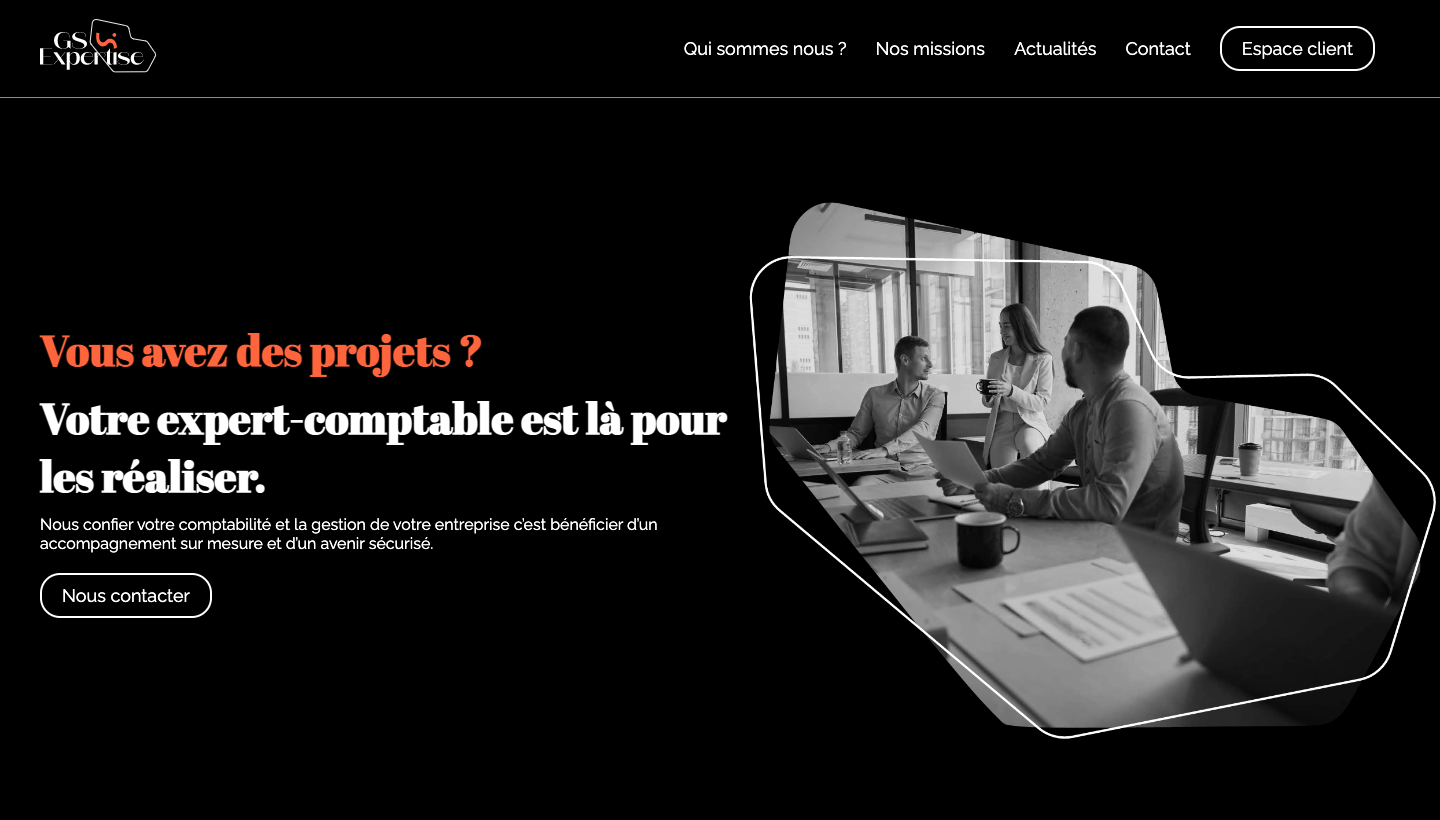 GS
Expertise
Qui sommes nous ?
Nos missions
Actualités
Contact
Espace client
Vous avez des projets ?
Votre expert-comptable est là pour
les réaliser.
Nous confier votre comptabilité et la gestion de votre entreprise c'est bénéficier d'un
accompagnement sur mesure et d'un avenir sécurisé.
Nous contacter